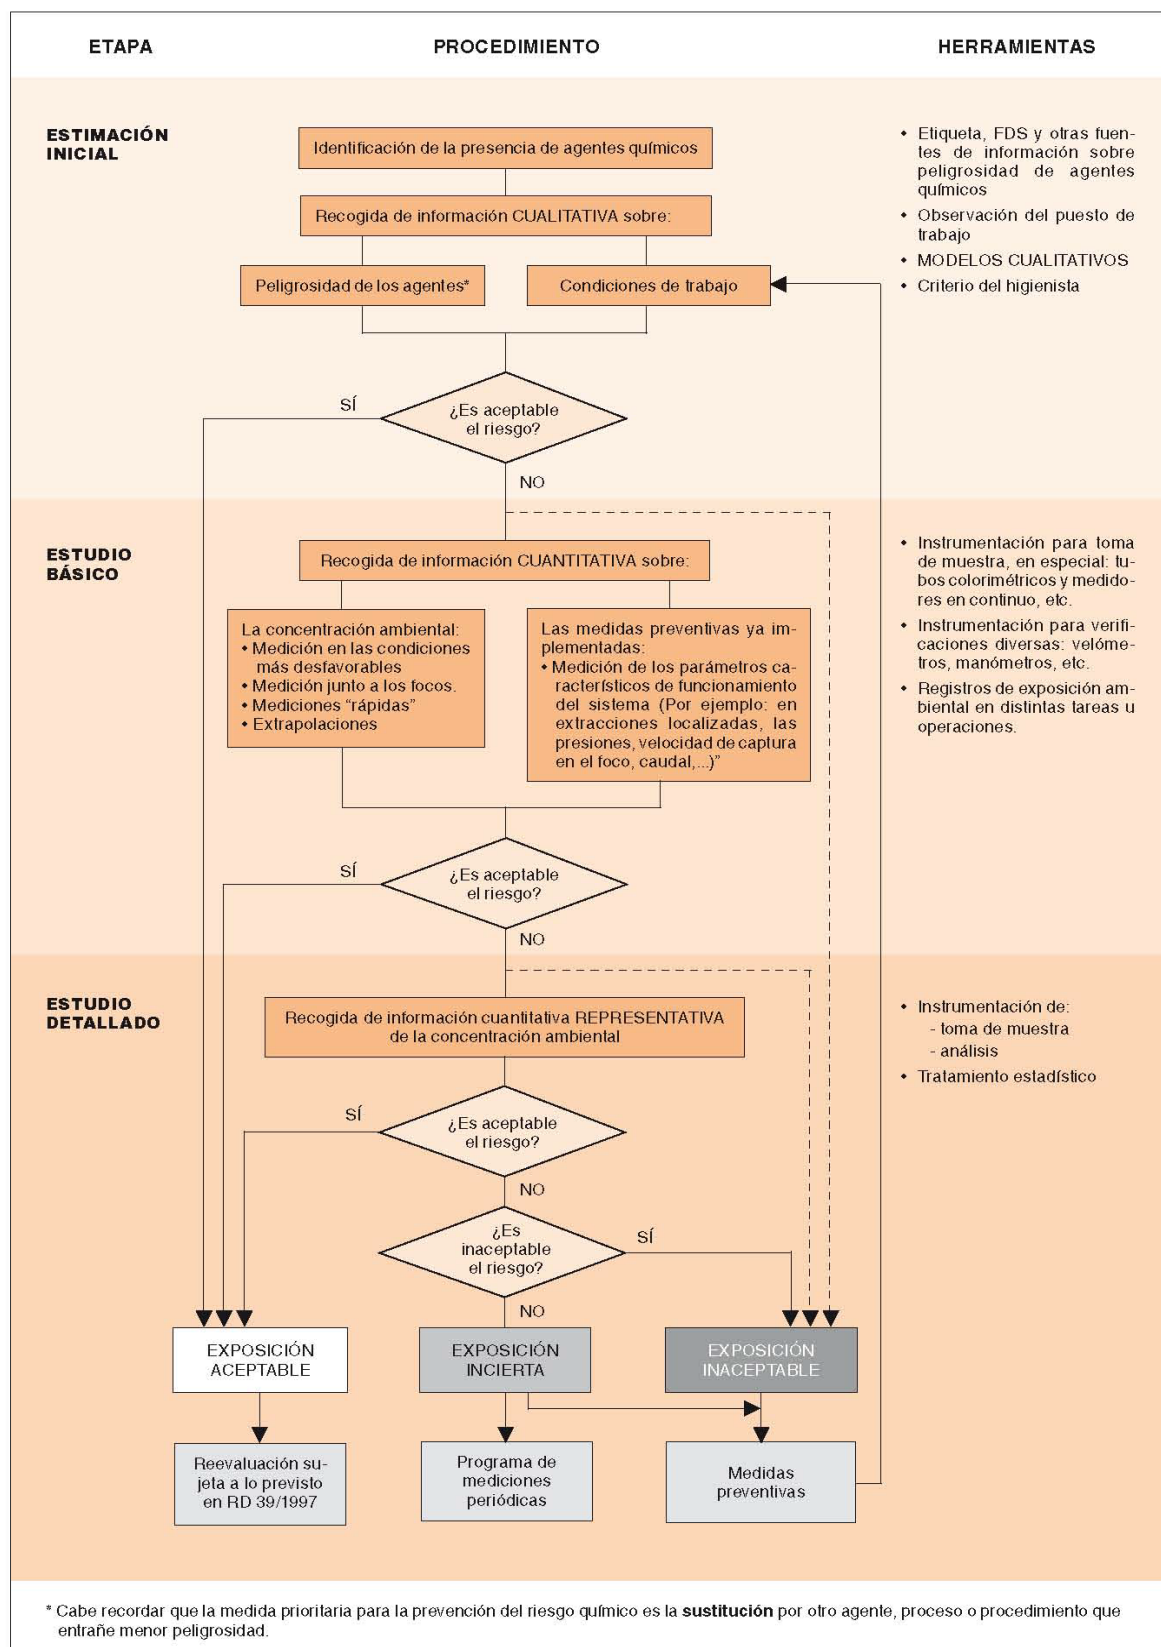 ETAPA
PROCEDIMIENTO
HERRAMIENTAS
ESTIMACIÓN
INICIAL
Identificación de la presencia de agentes químicos
Recogida de información CUALITATIVA sobre:
Peligrosidad de los agentes*
Condiciones de trabajo
¿Es aceptable
el riesgo?
SÍ
NO
• Etiqueta, FDS y otras fuen-
tes de información sobre
peligrosidad de agentes
químicos
• Observación del puesto de
trabajo
• MODELOS CUALITATIVOS
• Criterio del higienista
ESTUDIO
BÁSICO
Recogida de información CUANTITATIVA sobre:
La concentración ambiental:
• Medición en las condiciones
más desfavorables
• Medición junto a los focos.
• Mediciones “rápidas”
• Extrapolaciones
Las medidas preventivas ya im-
plementadas:
• Medición de los parámetros ca-
racterísticos de funcionamiento
del sistema (Por ejemplo: en
extracciones localizadas, las
presiones, velocidad de captura
en el foco, caudal,...)”
¿Es aceptable
el riesgo?
SÍ
NO
• Instrumentación para toma
de muestra, en especial: tu-
bos colorimétricos y medido-
res en continuo, etc.
• Instrumentación para verifi-
caciones diversas: velóme-
tros, manómetros, etc.
• Registros de exposición am-
biental en distintas tareas u
operaciones.
ESTUDIO
DETALLADO
Recogida de información cuantitativa REPRESENTATIVA
de la concentración ambiental
¿Es aceptable
el riesgo?
SÍ
NO
¿Es
inaceptable
el riesgo?
SÍ
NO
• Instrumentación de:
- toma de muestra
- análisis
• Tratamiento estadístico
EXPOSICIÓN
ACEPTABLE
EXPOSICIÓN
INCIERTA
EXPOSICIÓN
INACEPTABLE
Reevaluación su-
jeta a lo previsto
en RD 39/1997
Programa de
mediciones
periódicas
Medidas
preventivas
* Cabe recordar que la medida prioritaria para la prevención del riesgo químico es la sustitución por otro agente, proceso o procedimiento que
entrañe menor peligrosidad.